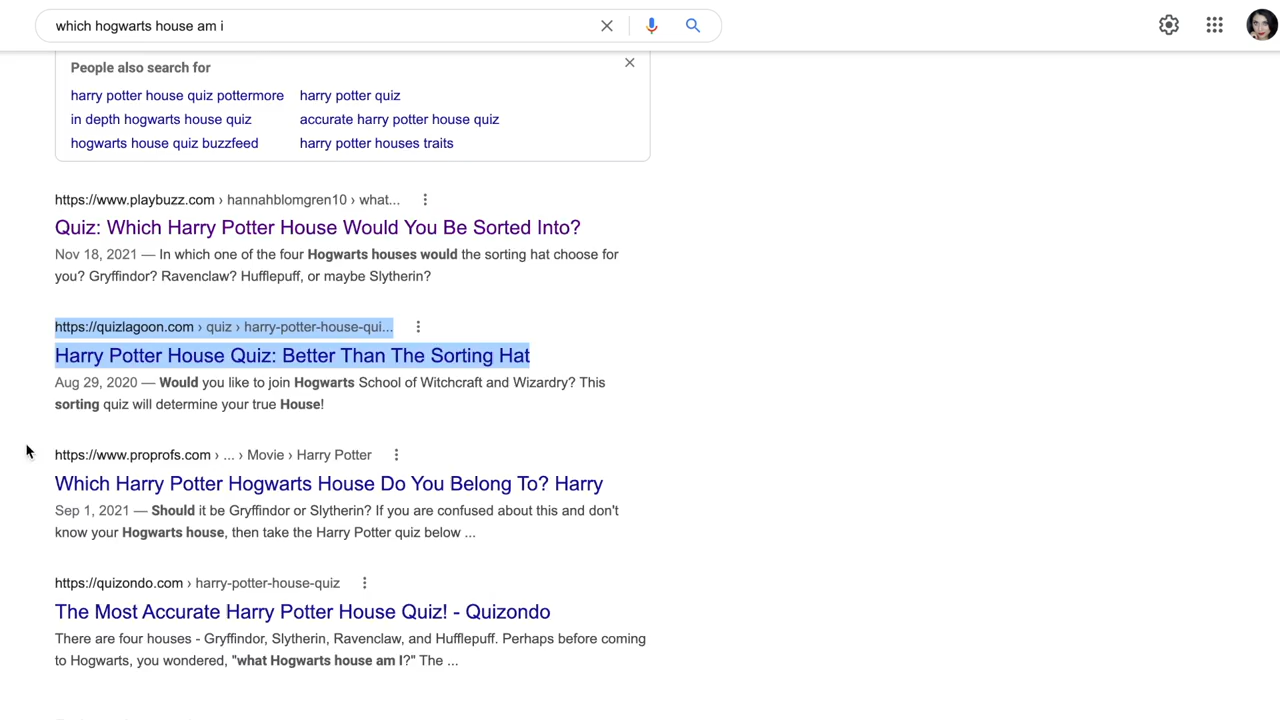 which hogwarts house am i
People also search for
harry potter house quiz pottermore harry potter quiz
in depth hogwarts house quiz accurate harry potter house quiz
hogwarts house quiz buzzfeed harry potter houses traits
https://www.playbuzz.com › hannahblomgren10 › what...
Quiz: Which Harry Potter House Would You Be Sorted Into?
Nov 18, 2021 — In which one of the four Hogwarts houses would the sorting hat choose for
you? Gryffindor? Ravenclaw? Hufflepuff, or maybe Slytherin?
https://quizlagoon.com › quiz › harry-potter-house-qui...
Harry Potter House Quiz: Better Than The Sorting Hat
Aug 29, 2020 — Would you like to join Hogwarts School of Witchcraft and Wizardry? This
sorting quiz will determine your true House!
https://www.proprofs.com › ... › Movie › Harry Potter
Which Harry Potter Hogwarts House Do You Belong To? Harry
Sep 1, 2021 — Should it be Gryffindor or Slytherin? If you are confused about this and don't
know your Hogwarts house, then take the Harry Potter quiz below ...
https://quizondo.com › harry-potter-house-quiz
The Most Accurate Harry Potter House Quiz! - Quizondo
There are four houses - Gryffindor, Slytherin, Ravenclaw, and Hufflepuff. Perhaps before coming
to Hogwarts, you wondered, "what Hogwarts house am I?" The ...